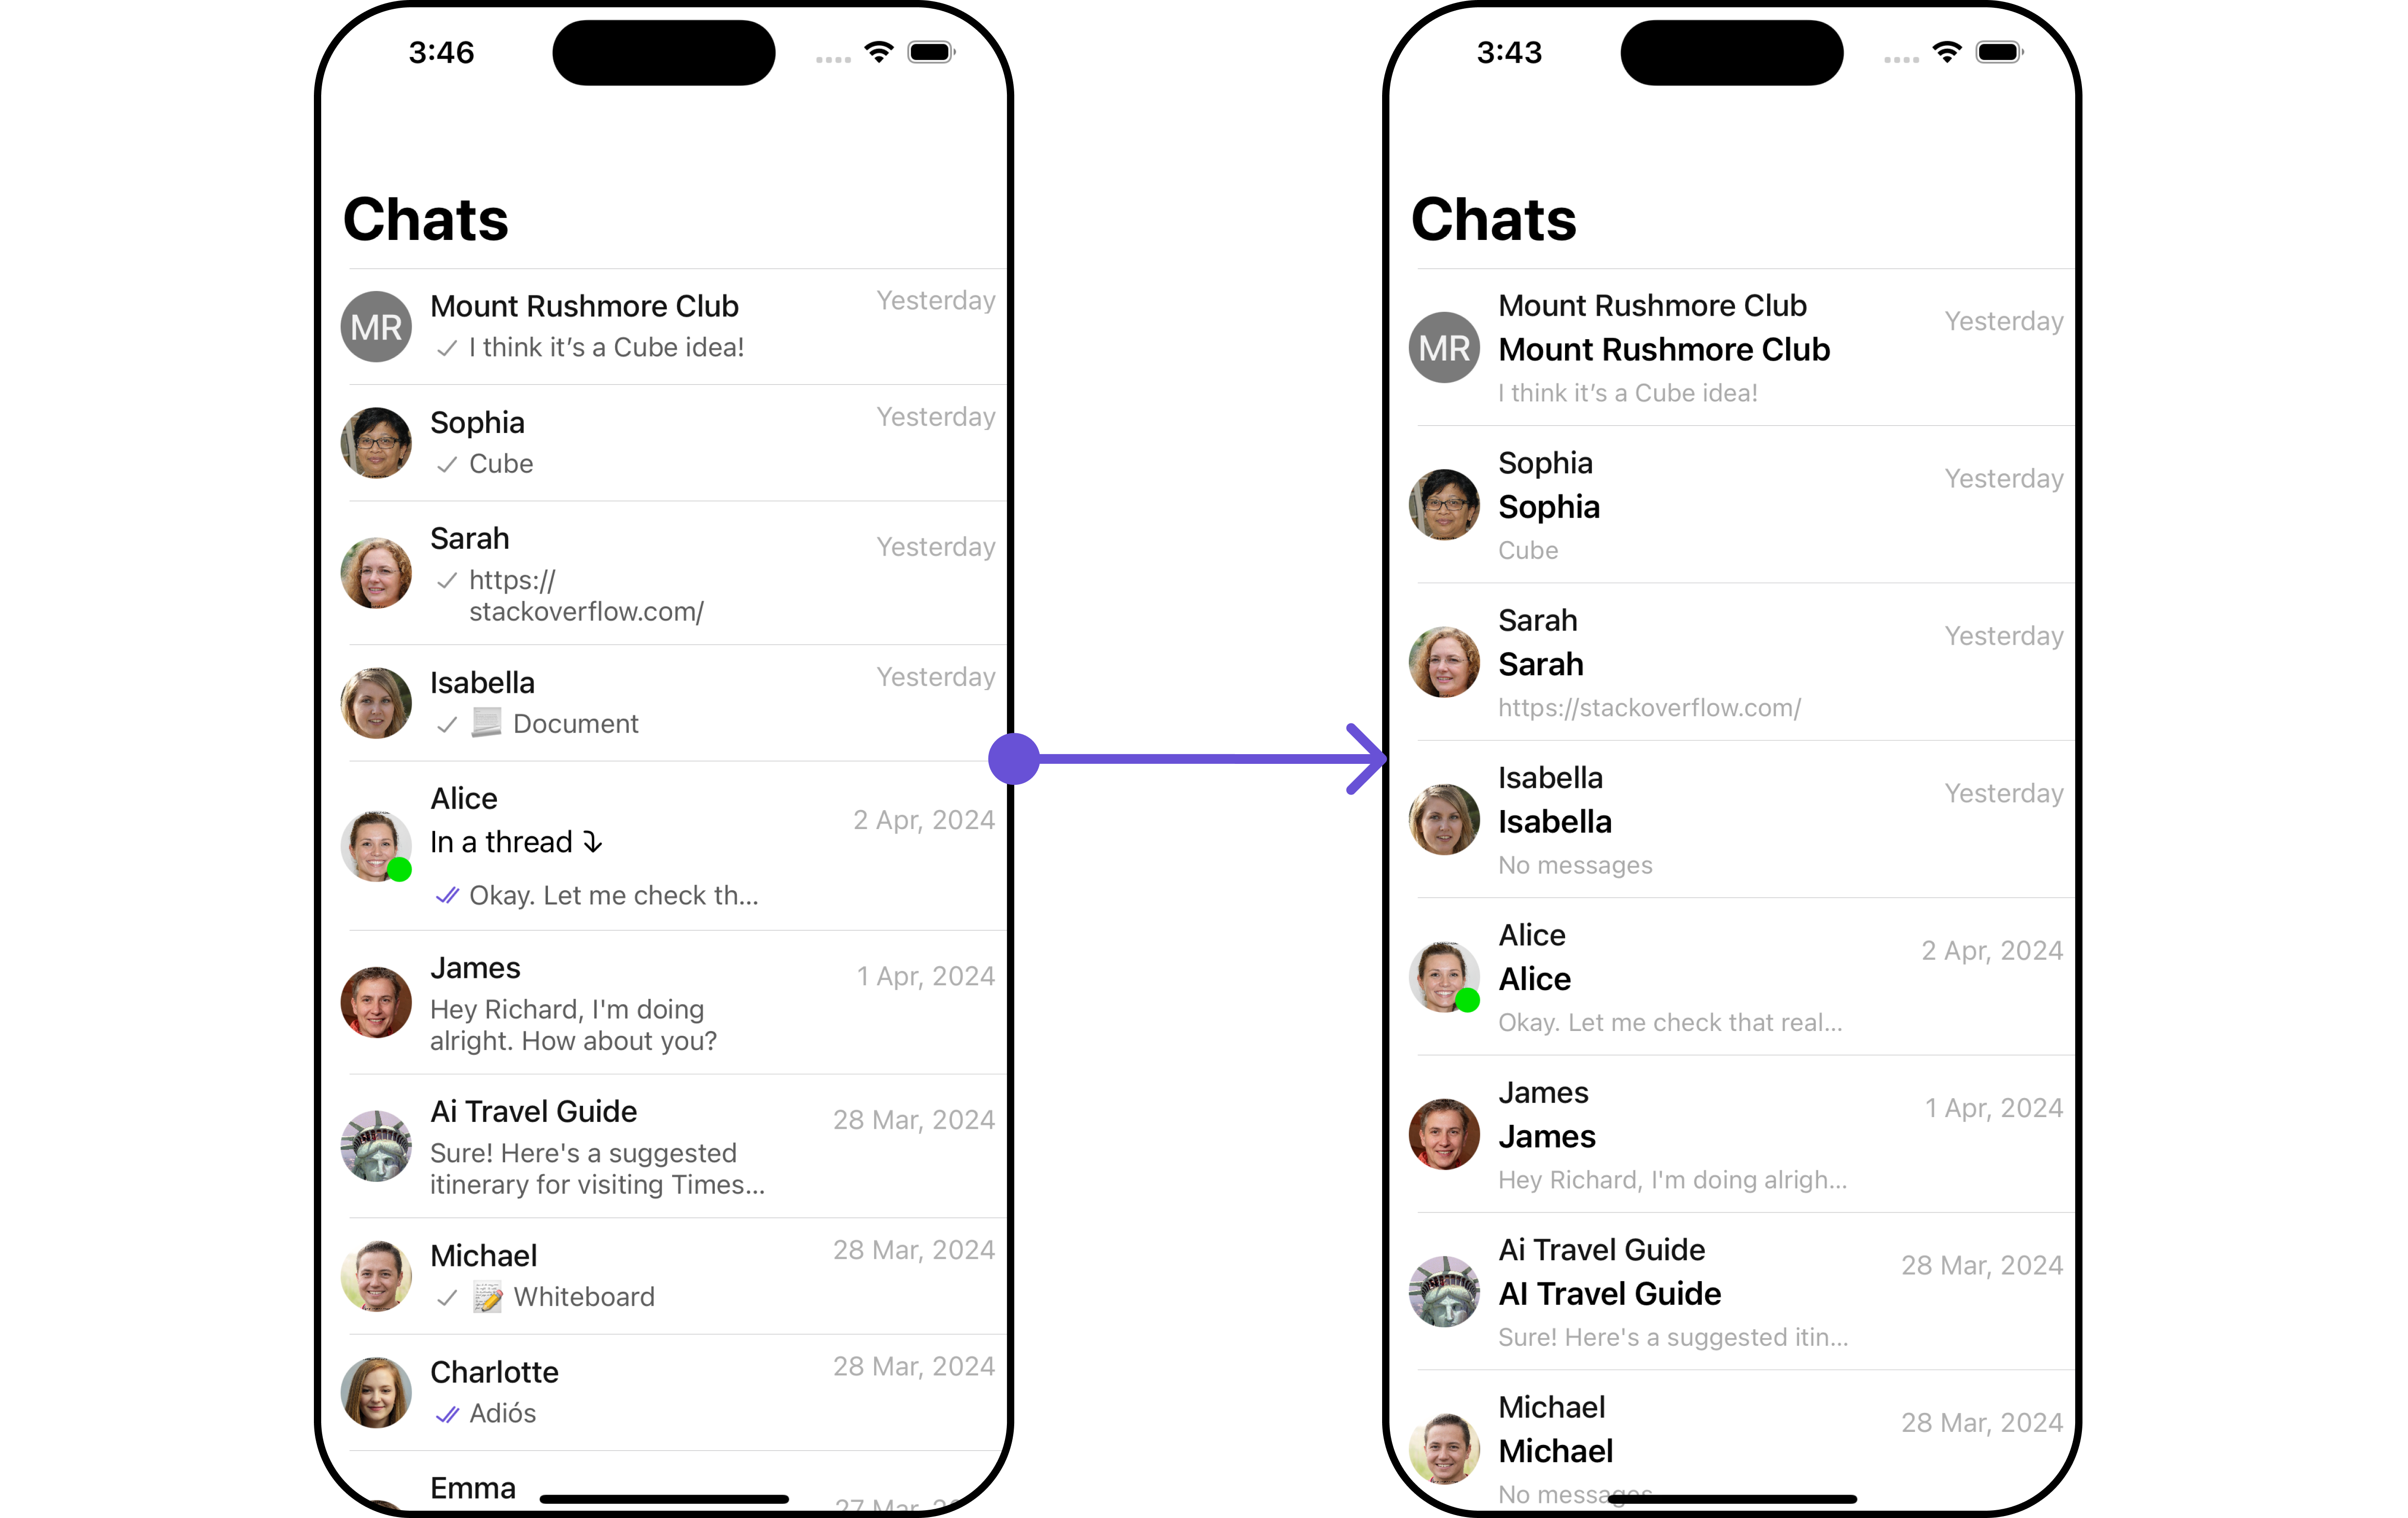 3:46
Chats
MR
Mount Rushmore Club
Yesterday
I think it’s a Cube idea!
Sophia
Yesterday
Cube
Sarah
Yesterday
https://
stackoverflow.com/
Isabella
Yesterday
Document
Alice
2 Apr, 2024
In a thread ⤵
Okay. Let me check th...
James
1 Apr, 2024
Hey Richard, I'm doing
alright. How about you?
Ai Travel Guide
28 Mar, 2024
Sure! Here's a suggested
itinerary for visiting Times...
Michael
28 Mar, 2024
Whiteboard
Charlotte
28 Mar, 2024
Adiós
Emma
27 Mar,
3:43
Chats
MR
Mount Rushmore Club
Yesterday
Mount Rushmore Club
I think it’s a Cube idea!
Sophia
Yesterday
Sophia
Cube
Sarah
Yesterday
Sarah
https://stackoverflow.com/
Isabella
Yesterday
Isabella
No messages
Alice
2 Apr, 2024
Alice
Okay. Let me check that real...
James
1 Apr, 2024
James
Hey Richard, I'm doing alrigh...
Ai Travel Guide
28 Mar, 2024
AI Travel Guide
Sure! Here's a suggested itin...
Michael
28 Mar, 2024
Michael
No messages